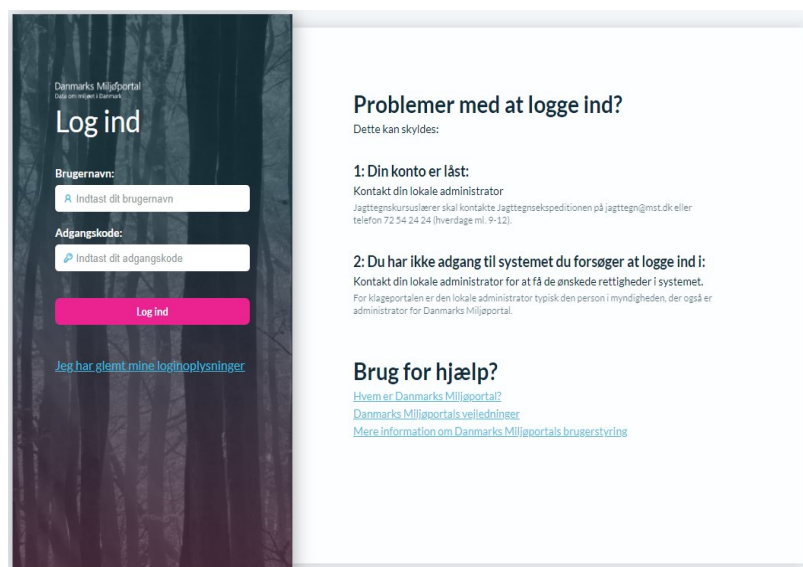 Danmarks Miljøportal
Data om miljøet i Danmark
Log ind
Brugernavn:
Indtast dit brugernavn
Adgangskode:
Indtast dit adgangskode
Log ind
Jeg har glemt mine loginoplysninger
Problemer med at logge ind?
Dette kan skyldes:
1: Din konto er låst:
Kontakt din lokale administrator
Jagttegnskursuslærer skal kontakte Jagttegnsekspeditionen på jagttegn@mst.dk eller
telefon 72 54 24 24 (hverdage ml. 9-12).
2: Du har ikke adgang til systemet du forsøger at logge ind i:
Kontakt din lokale administrator for at få de ønskede rettigheder i systemet.
For klageportalen er den lokale administrator typisk den person i myndigheden, der også er
administrator for Danmarks Miljøportal.
Brug for hjælp?
Hvem er Danmarks Miljøportal?
Danmarks Miljøportals vejledninger
Mere information om Danmarks Miljøportals brugerstyring